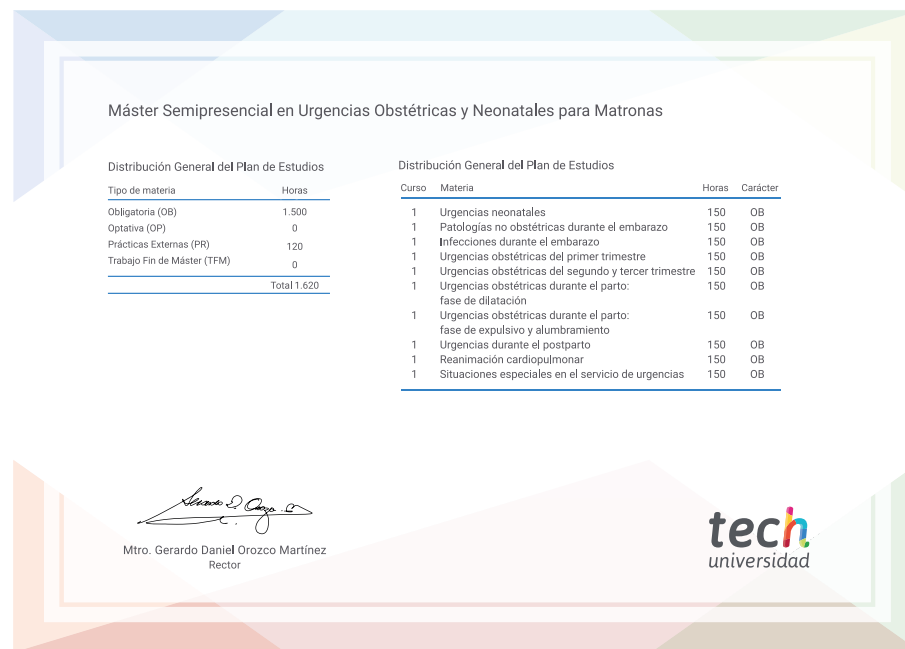 Máster Semipresencial en Urgencias Obstétricas y Neonatales para Matronas
Distribución General del Plan de Estudios
Tipo de materia Horas
Obligatoria (OB) 1.500
Optativa (OP) 0
Prácticas Externas (PR) 120
Trabajo Fin de Máster (TFM) 0
Total 1.620
Distribución General del Plan de Estudios
Curso Materia Horas Carácter
1 Urgencias neonatales 150 OB
1 Patologías no obstétricas durante el embarazo 150 OB
1 Infecciones durante el embarazo 150 OB
1 Urgencias obstétricas del primer trimestre 150 OB
1 Urgencias obstétricas del segundo y tercer trimestre 150 OB
1 Urgencias obstétricas durante el parto: 150 OB
fase de dilatación
1 Urgencias obstétricas durante el parto: 150 OB
fase de expulsivo y alumbramiento
1 Urgencias durante el postparto 150 OB
1 Reanimación cardiopulmonar 150 OB
1 Situaciones especiales en el servicio de urgencias 150 OB
Mtro. Gerardo Daniel Orozco Martínez
Rector
tech
universidad